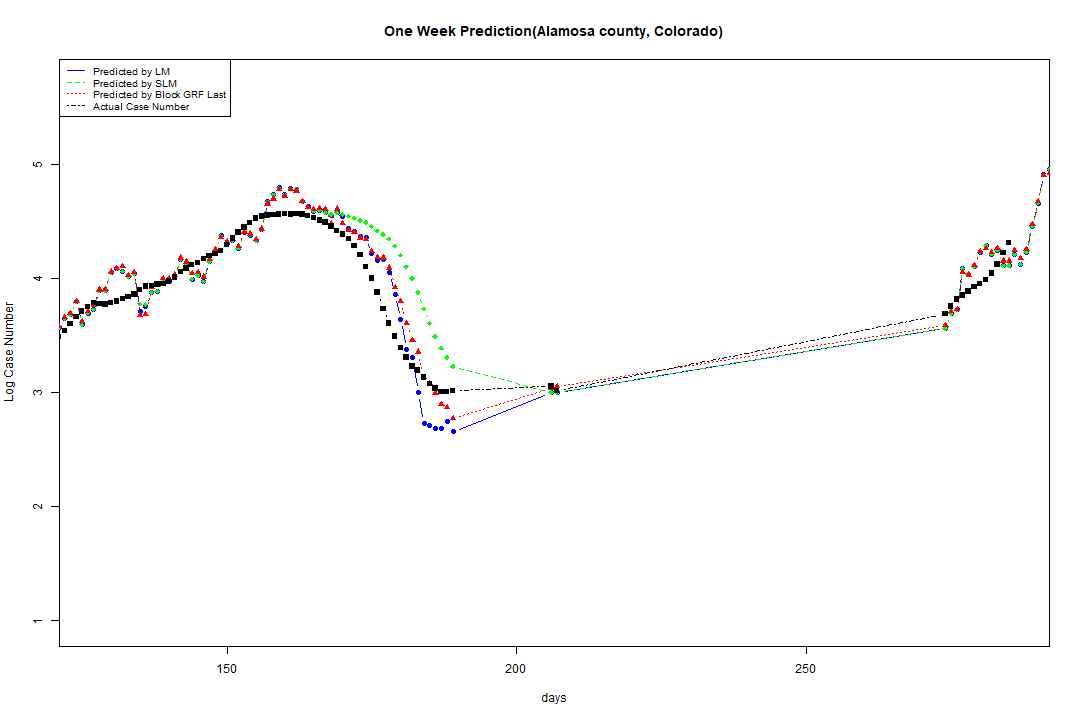 One Week Prediction(Alamosa county, Colorado)
Predicted by LM
Predicted by SLM
Predicted by Block GRF Last
Actual Case Number
5
4
3
2
1
Log Case Number
150 200 250
days